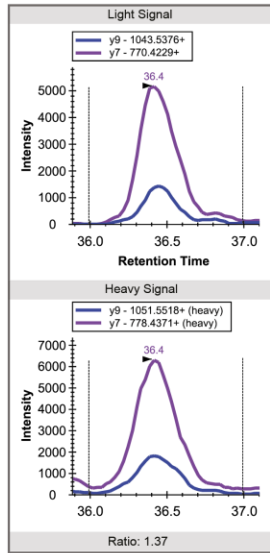 Light Signal
y9 - 1043.5376+
y7 - 770.4229+
36.4
5000
4000
3000
2000
1000
0
Intensity
36.0 36.5 37.0
Retention Time
Heavy Signal
y9 - 1051.5518+ (heavy)
y7 - 778.4371+ (heavy)
36.4
7000
6000
5000
4000
3000
2000
1000
0
Intensity
36.0 36.5 37.0
Ratio: 1.37